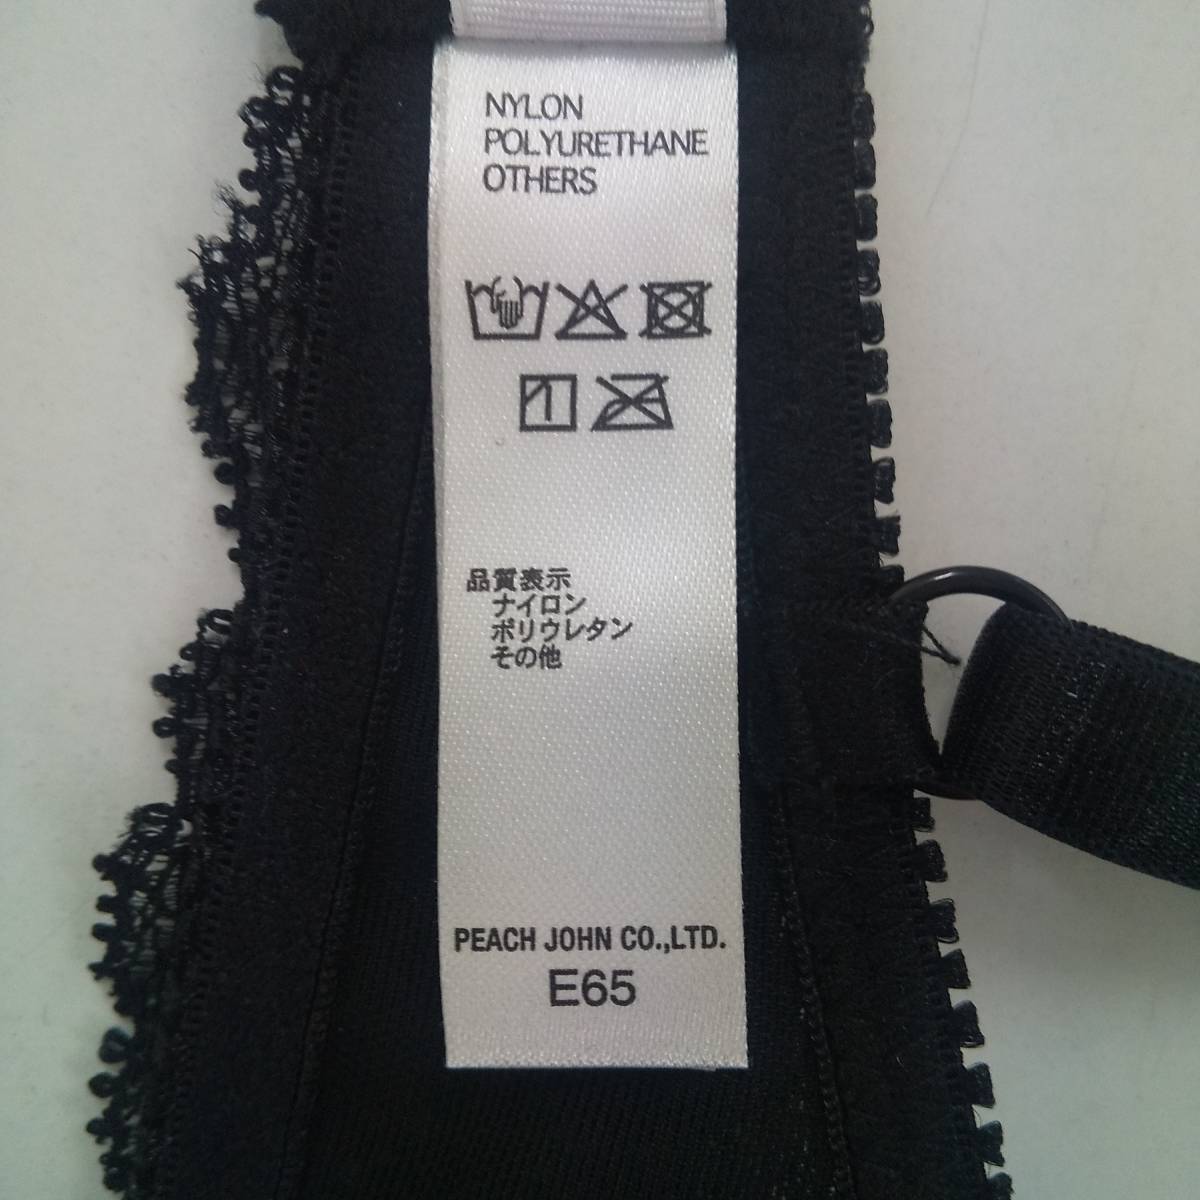 NYLON
POLYURETHANE
OTHERS
品質表示
ナイロン
ポリウレタン
その他
PEACH JOHN CO.,LTD.
E65